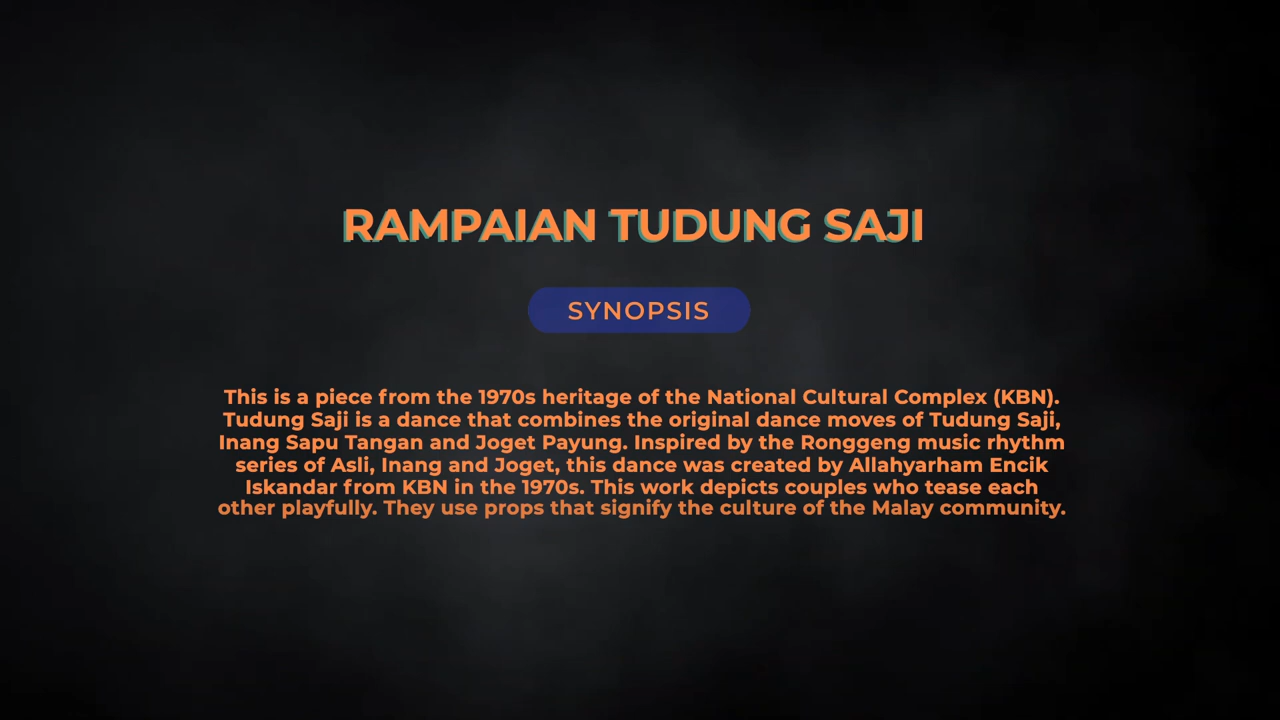 RAMPAIAN TUDUNG SAJI
SYNOPSIS
This is a piece from the 1970s heritage of the National Cultural Complex (KBN).
Tudung Saji is a dance that combines the original dance moves of Tudung Saji,
Inang Sapu Tangan and Joget Payung. Inspired by the Ronggeng music rhythm
series of Asli, Inang and Joget, this dance was created by Allahyarham Encik
Iskandar from KBN in the 1970s. This work depicts couples who tease each
other playfully. They use props that signify the culture of the Malay community.